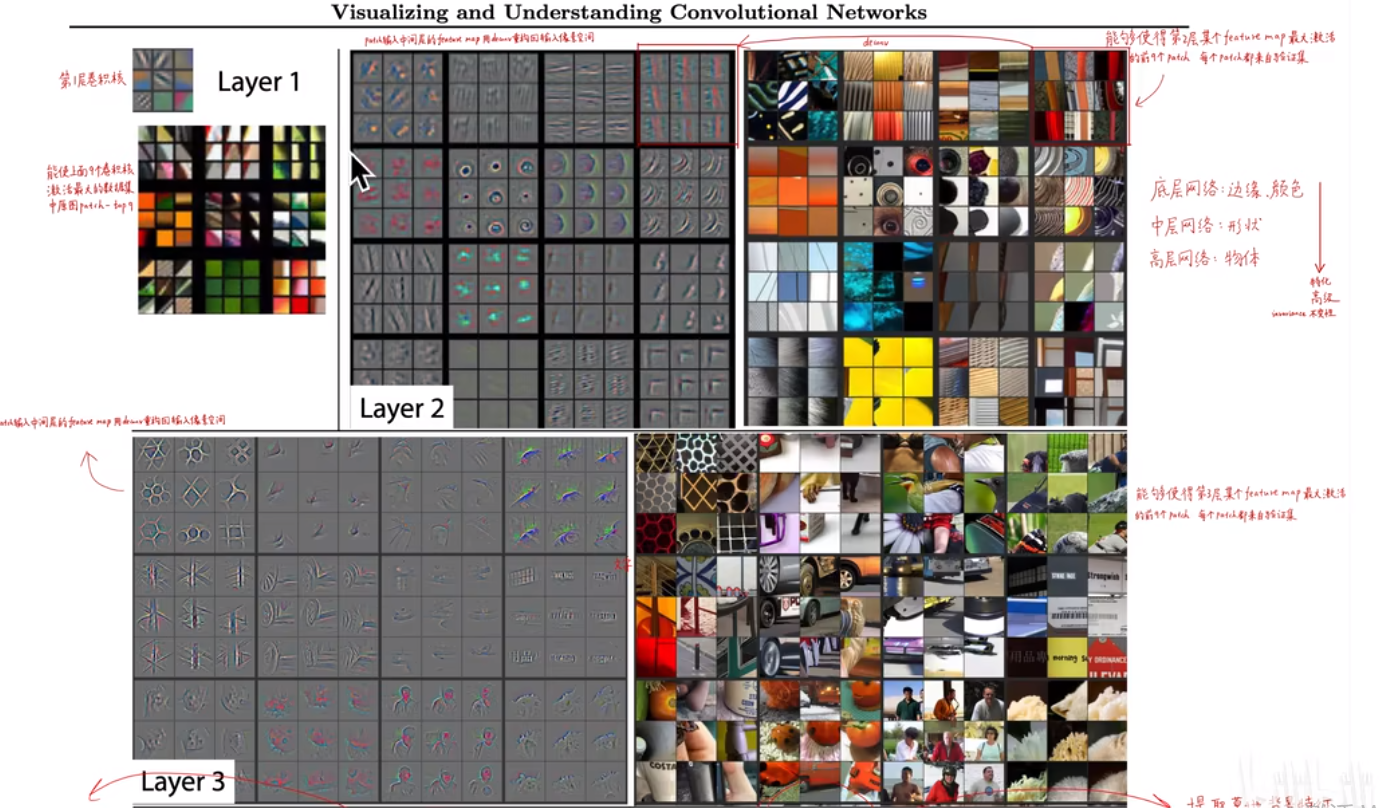 Visualizing and Understanding Convolutional Networks
patch输入中间层的feature map 用deconv重构回输入像素空间
deconv
能够使得第2层某个feature map最大激活
的前9个patch 每个patch都来自验证集
第1层卷积核
Layer 1
能使上面9个卷积核
激活最大的数据集
中原图patch-top9
底层网络:边缘、颜色
中层网络:形状
高层网络:物体
特化
高级
invariance 不变性
Layer 2
patch输入中间层的feature map 用deconv重构回输入像素空间
能够使得第3层某个feature map最大激活
的前9个patch 每个patch都来自验证集
文字
Strongwish
morning
ORDINANCE
COSTA
Layer 3